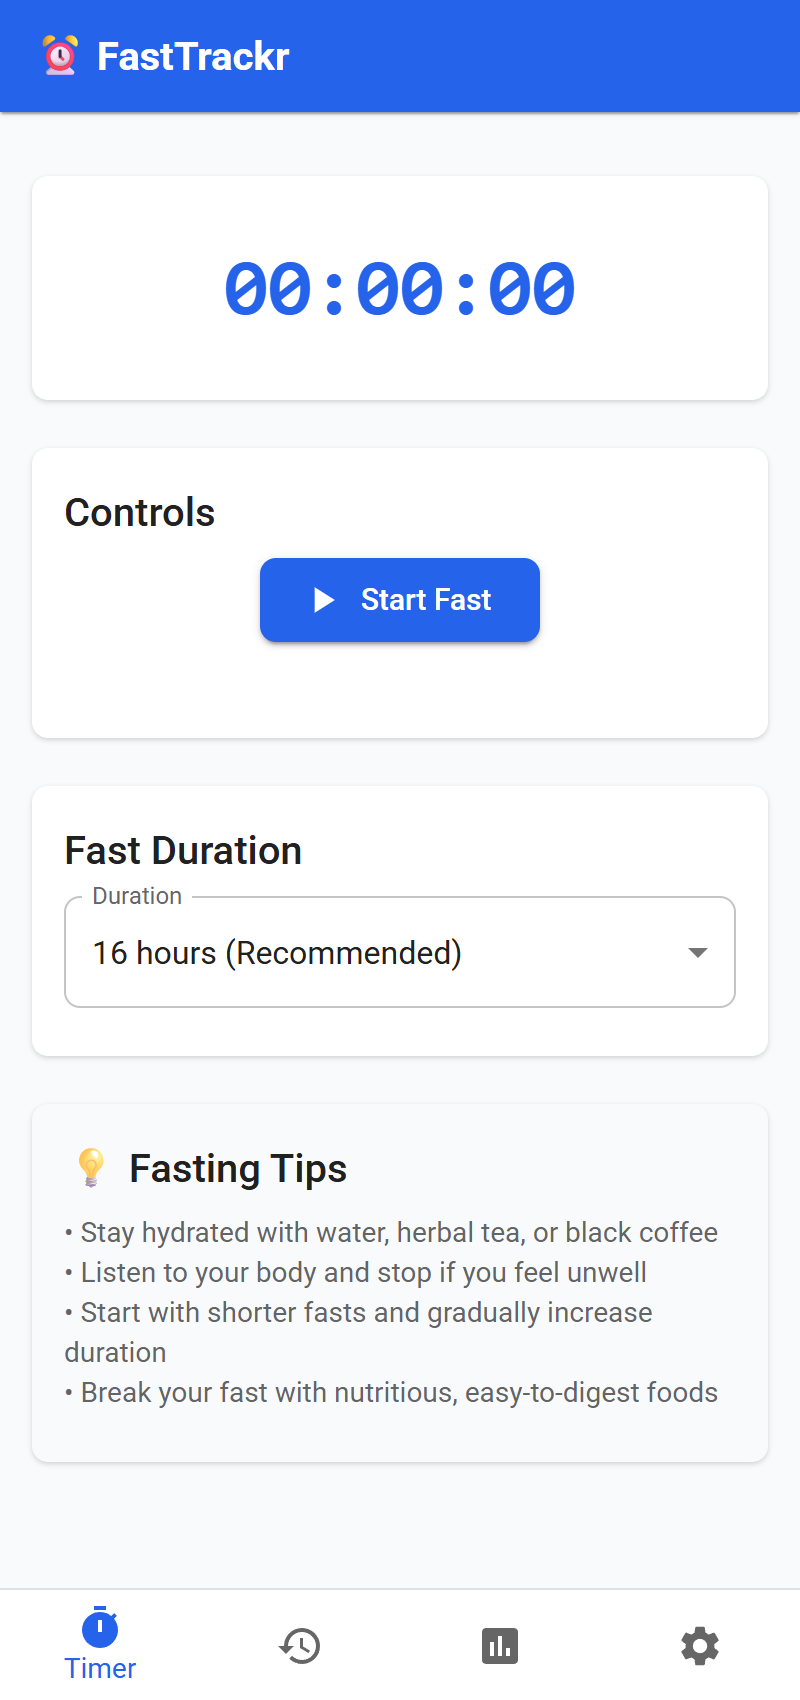 FastTrackr
00:00:00
Controls
Start Fast
Fast Duration
Duration
16 hours (Recommended)
Fasting Tips
• Stay hydrated with water, herbal tea, or black coffee
• Listen to your body and stop if you feel unwell
• Start with shorter fasts and gradually increase
duration
• Break your fast with nutritious, easy-to-digest foods
Timer